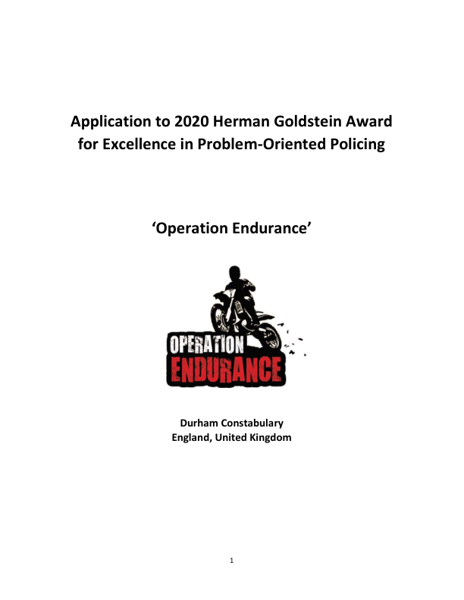 Application to 2020 Herman Goldstein Award
for Excellence in Problem-Oriented Policing
‘Operation Endurance’
OPERATION
ENDURANCE
Durham Constabulary
England, United Kingdom
1